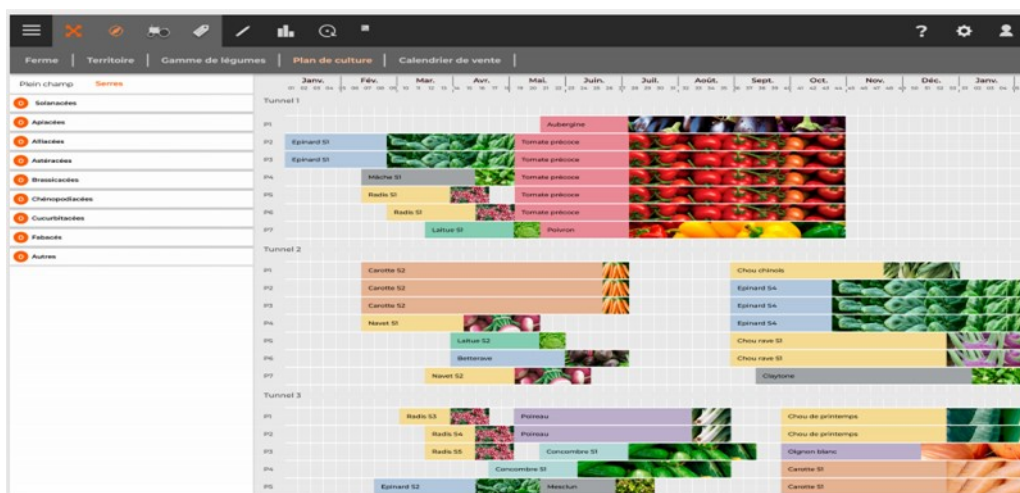 Ferme | Territoire | Gamme de légumes | Plan de culture | Calendrier de vente |
Plein champ Serres
Janv. Fév. Mar. Avr. Mai. Juin. Juil. Août. Sept. Oct. Nov. Déc. Janv.
Solanacées
Apiacées
Alliacées
Astéracées
Brassicacées
Chénopodiacées
Cucurbitacées
Fabacés
Autres
Tunnel 1
P1 Aubergine
P2 Epinard S1 Tomate précoce
P3 Epinard S1 Tomate précoce
P4 Mâche S1 Tomate précoce
P5 Radis S1 Tomate précoce
P6 Radis S1 Tomate précoce
P7 Laitue S1 Poivron
Tunnel 2
P1 Carotte S2 Chou chinois
P2 Carotte S2 Epinard S4
P3 Carotte S2 Epinard S4
P4 Navet S1 Epinard S4
P5 Laitue S2 Chou rave S1
P6 Betterave Chou rave S1
P7 Navet S2 Claytone
Tunnel 3
P1 Radis S3 Poireau Chou de printemps
P2 Radis S4 Poireau Chou de printemps
P3 Radis S5 Concombre S1 Oignon blanc
P4 Concombre S1 Carotte S1
P5 Epinard S2 Mesclun Carotte S1